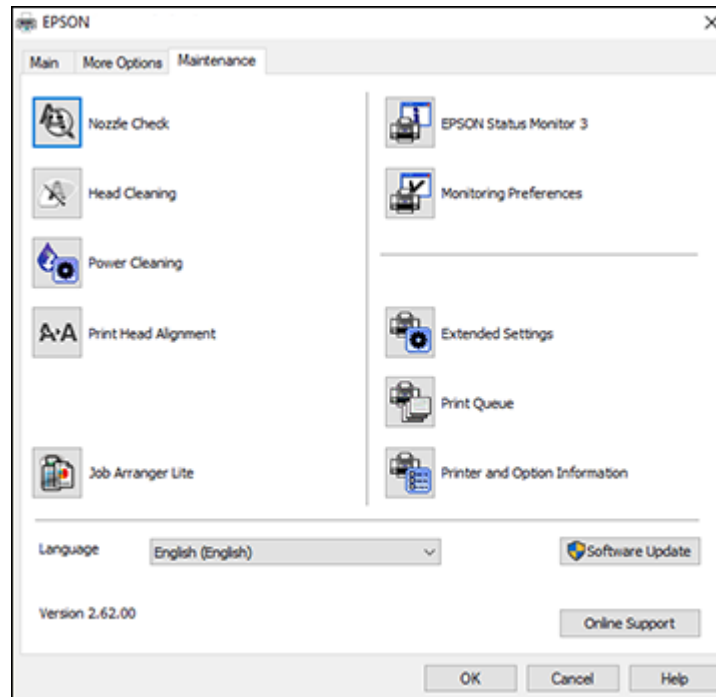 EPSON
Main
More Options
Maintenance
Nozzle Check
EPSON Status Monitor 3
Head Cleaning
Monitoring Preferences
Power Cleaning
Print Head Alignment
Extended Settings
Print Queue
Job Arranger Lite
Printer and Option Information
Language
English (English)
Software Update
Version 2.62.00
Online Support
OK
Cancel
Help